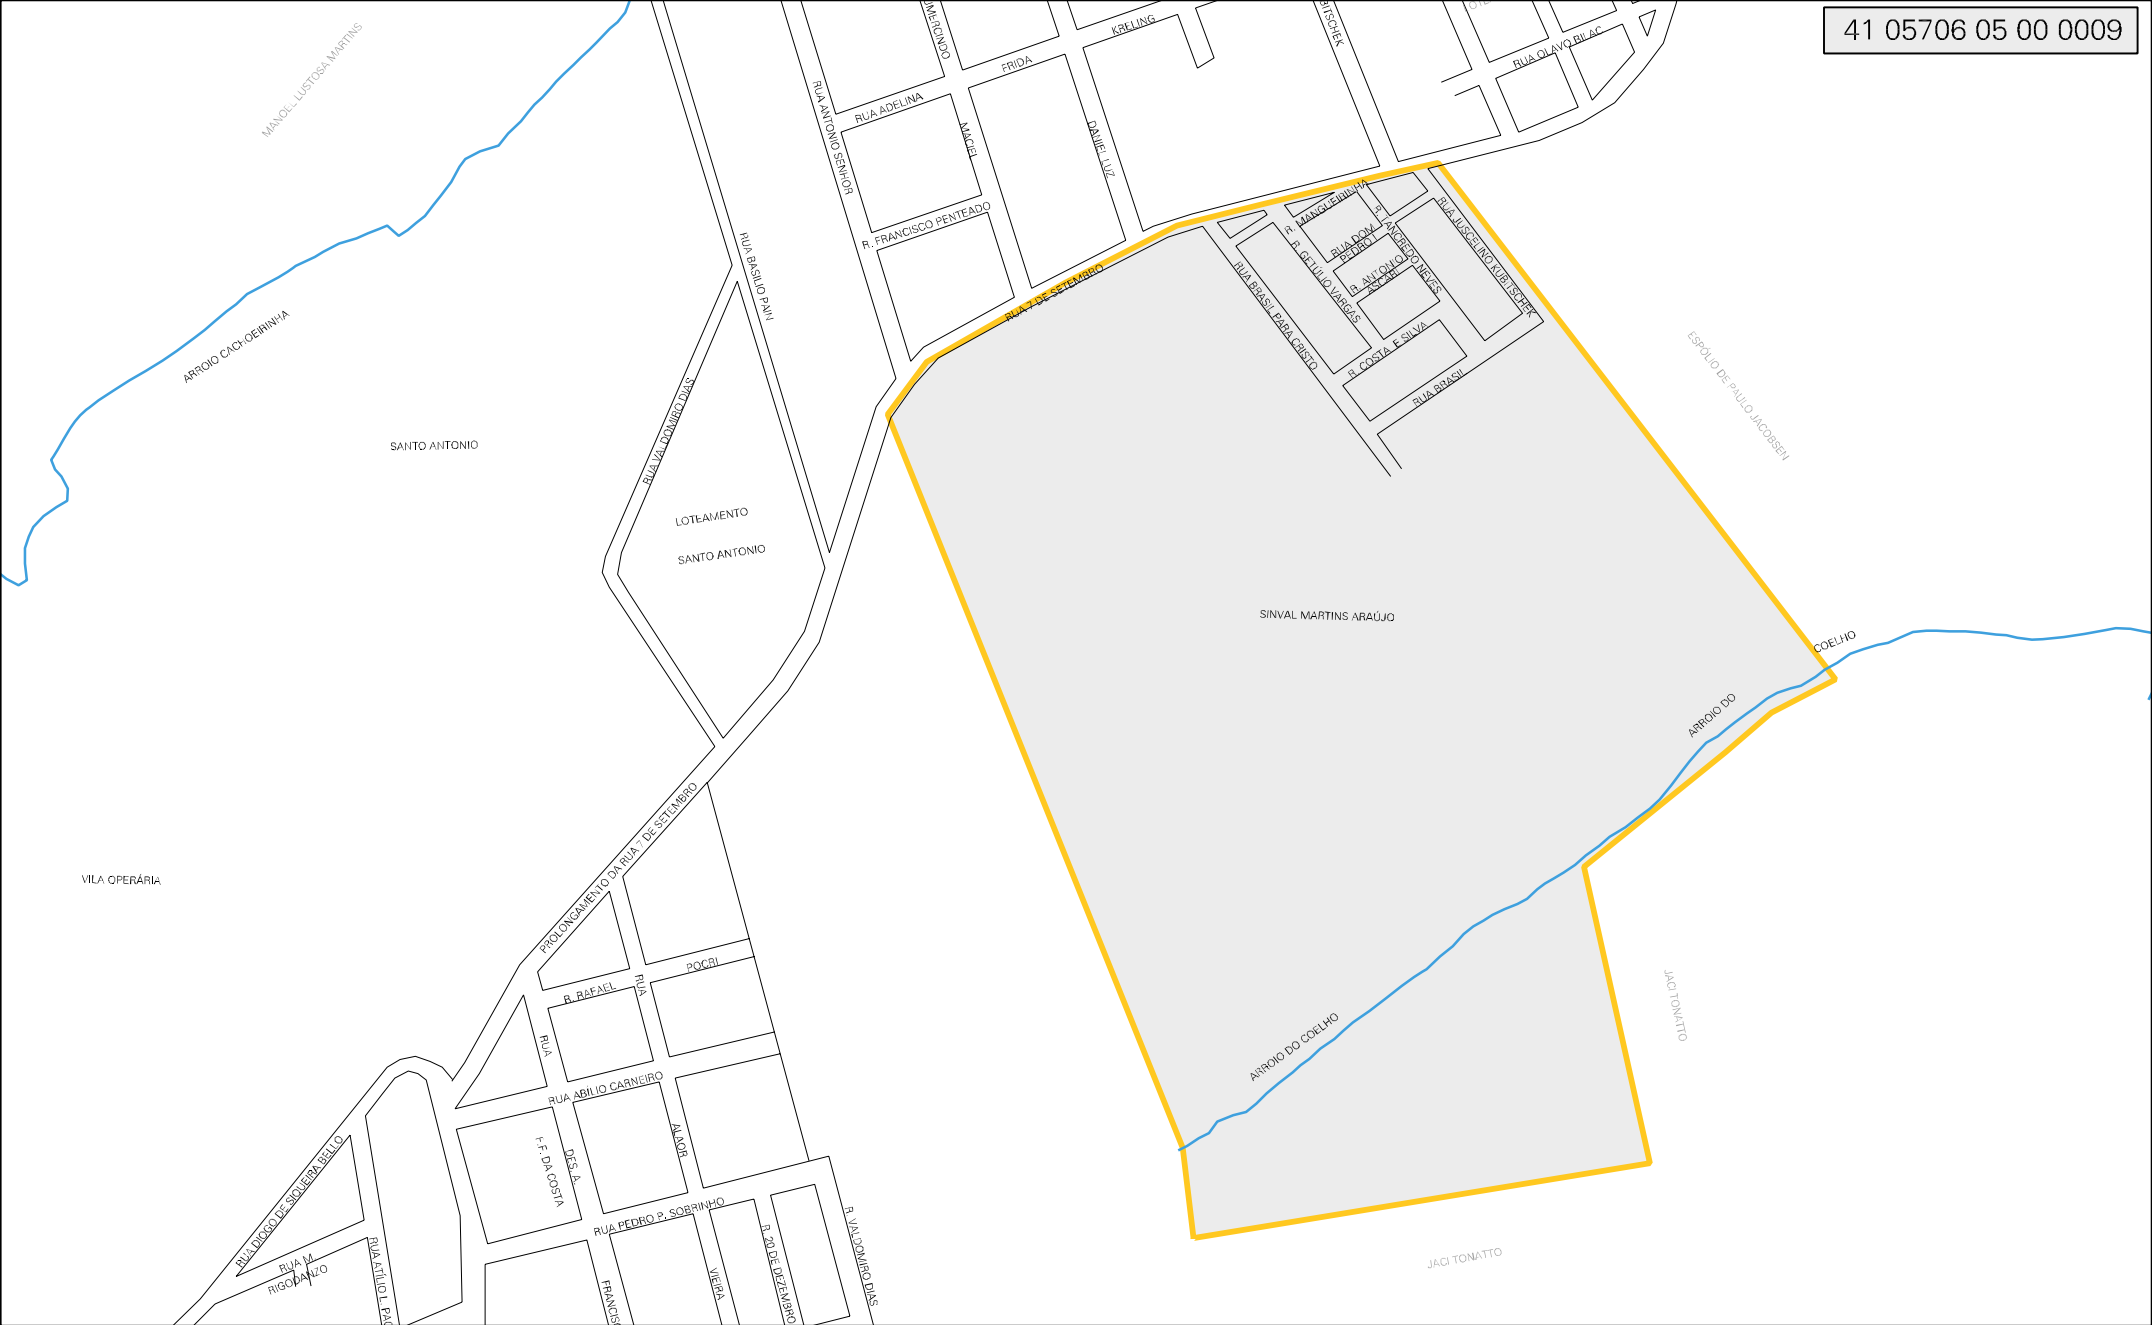 41 05706 05 00 0009
MANOEL LUSTOSA MARTINS
KRELING
FRIDA
RUA ADELINA
RUA OLAVO BILAC
RUA ANTONIO SENHOR
MACIEL
DANIEL LUZ
R. FRANCISCO PENTEADO
RUA BASILIO PAIN
RUA 7 DE SETEMBRO
R. MANGUEIRINHA
R. TANCREDO NEVES
RUA JUSCELINO KUBITSCHEK
RUA DOM
PEDRO I
R. GETÚLIO VARGAS
R. ANTONIO
ASCARI
RUA BRASIL PARA CRISTO
R. COSTA E SILVA
RUA BRASIL
ARROIO CACHOEIRINHA
ESPÓLIO DE PAULO JACOBSEN
RUA VALDOMIRO DIAS
SANTO ANTONIO
LOTEAMENTO
SANTO ANTONIO
SINVAL MARTINS ARAÚJO
COELHO
ARROIO DO
PROLONGAMENTO DA RUA 7 DE SETEMBRO
VILA OPERÁRIA
POCRI
R. RAFAEL
RUA
RUA
JACI TONATTO
ARROIO DO COELHO
RUA ABILIO CARNEIRO
F.F. DA COSTA
DES. A.
ALAOR
RUA DIOGO DE SIQUEIRA BELLO
RUA PEDRO P. SOBRINHO
R. VALDOMIRO DIAS
R. 20 DE DEZEMBRO
VIEIRA
RUA M.
RIGODANZO
JACI TONATTO